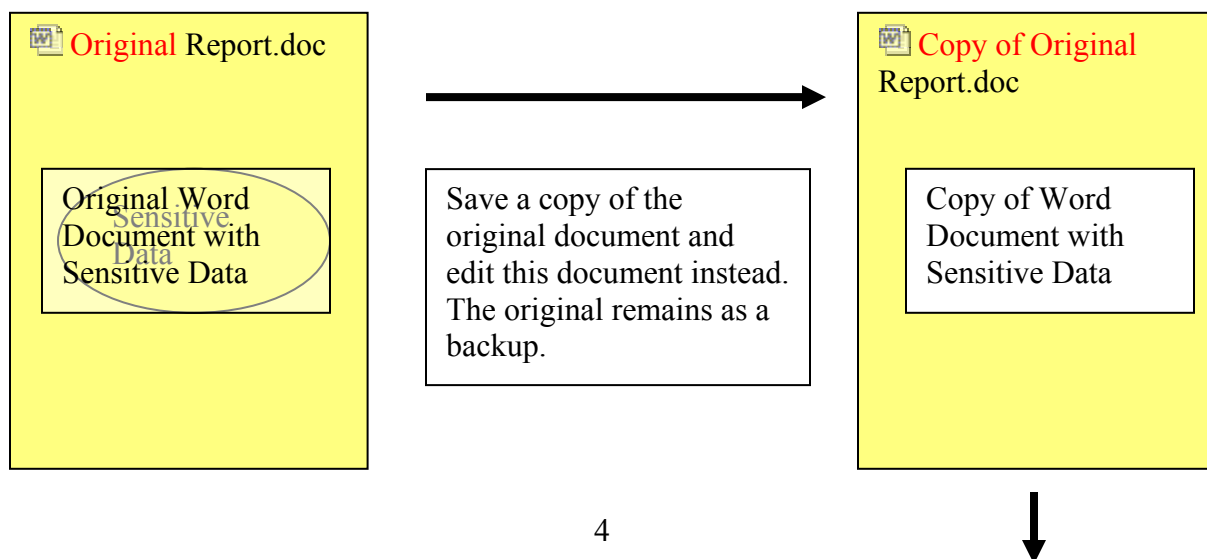 Original Report.doc
Original Word
Document with
Sensitive Data
Sensitive
Data
Save a copy of the
original document and
edit this document instead.
The original remains as a
backup.
Copy of Original
Report.doc
Copy of Word
Document with
Sensitive Data
4